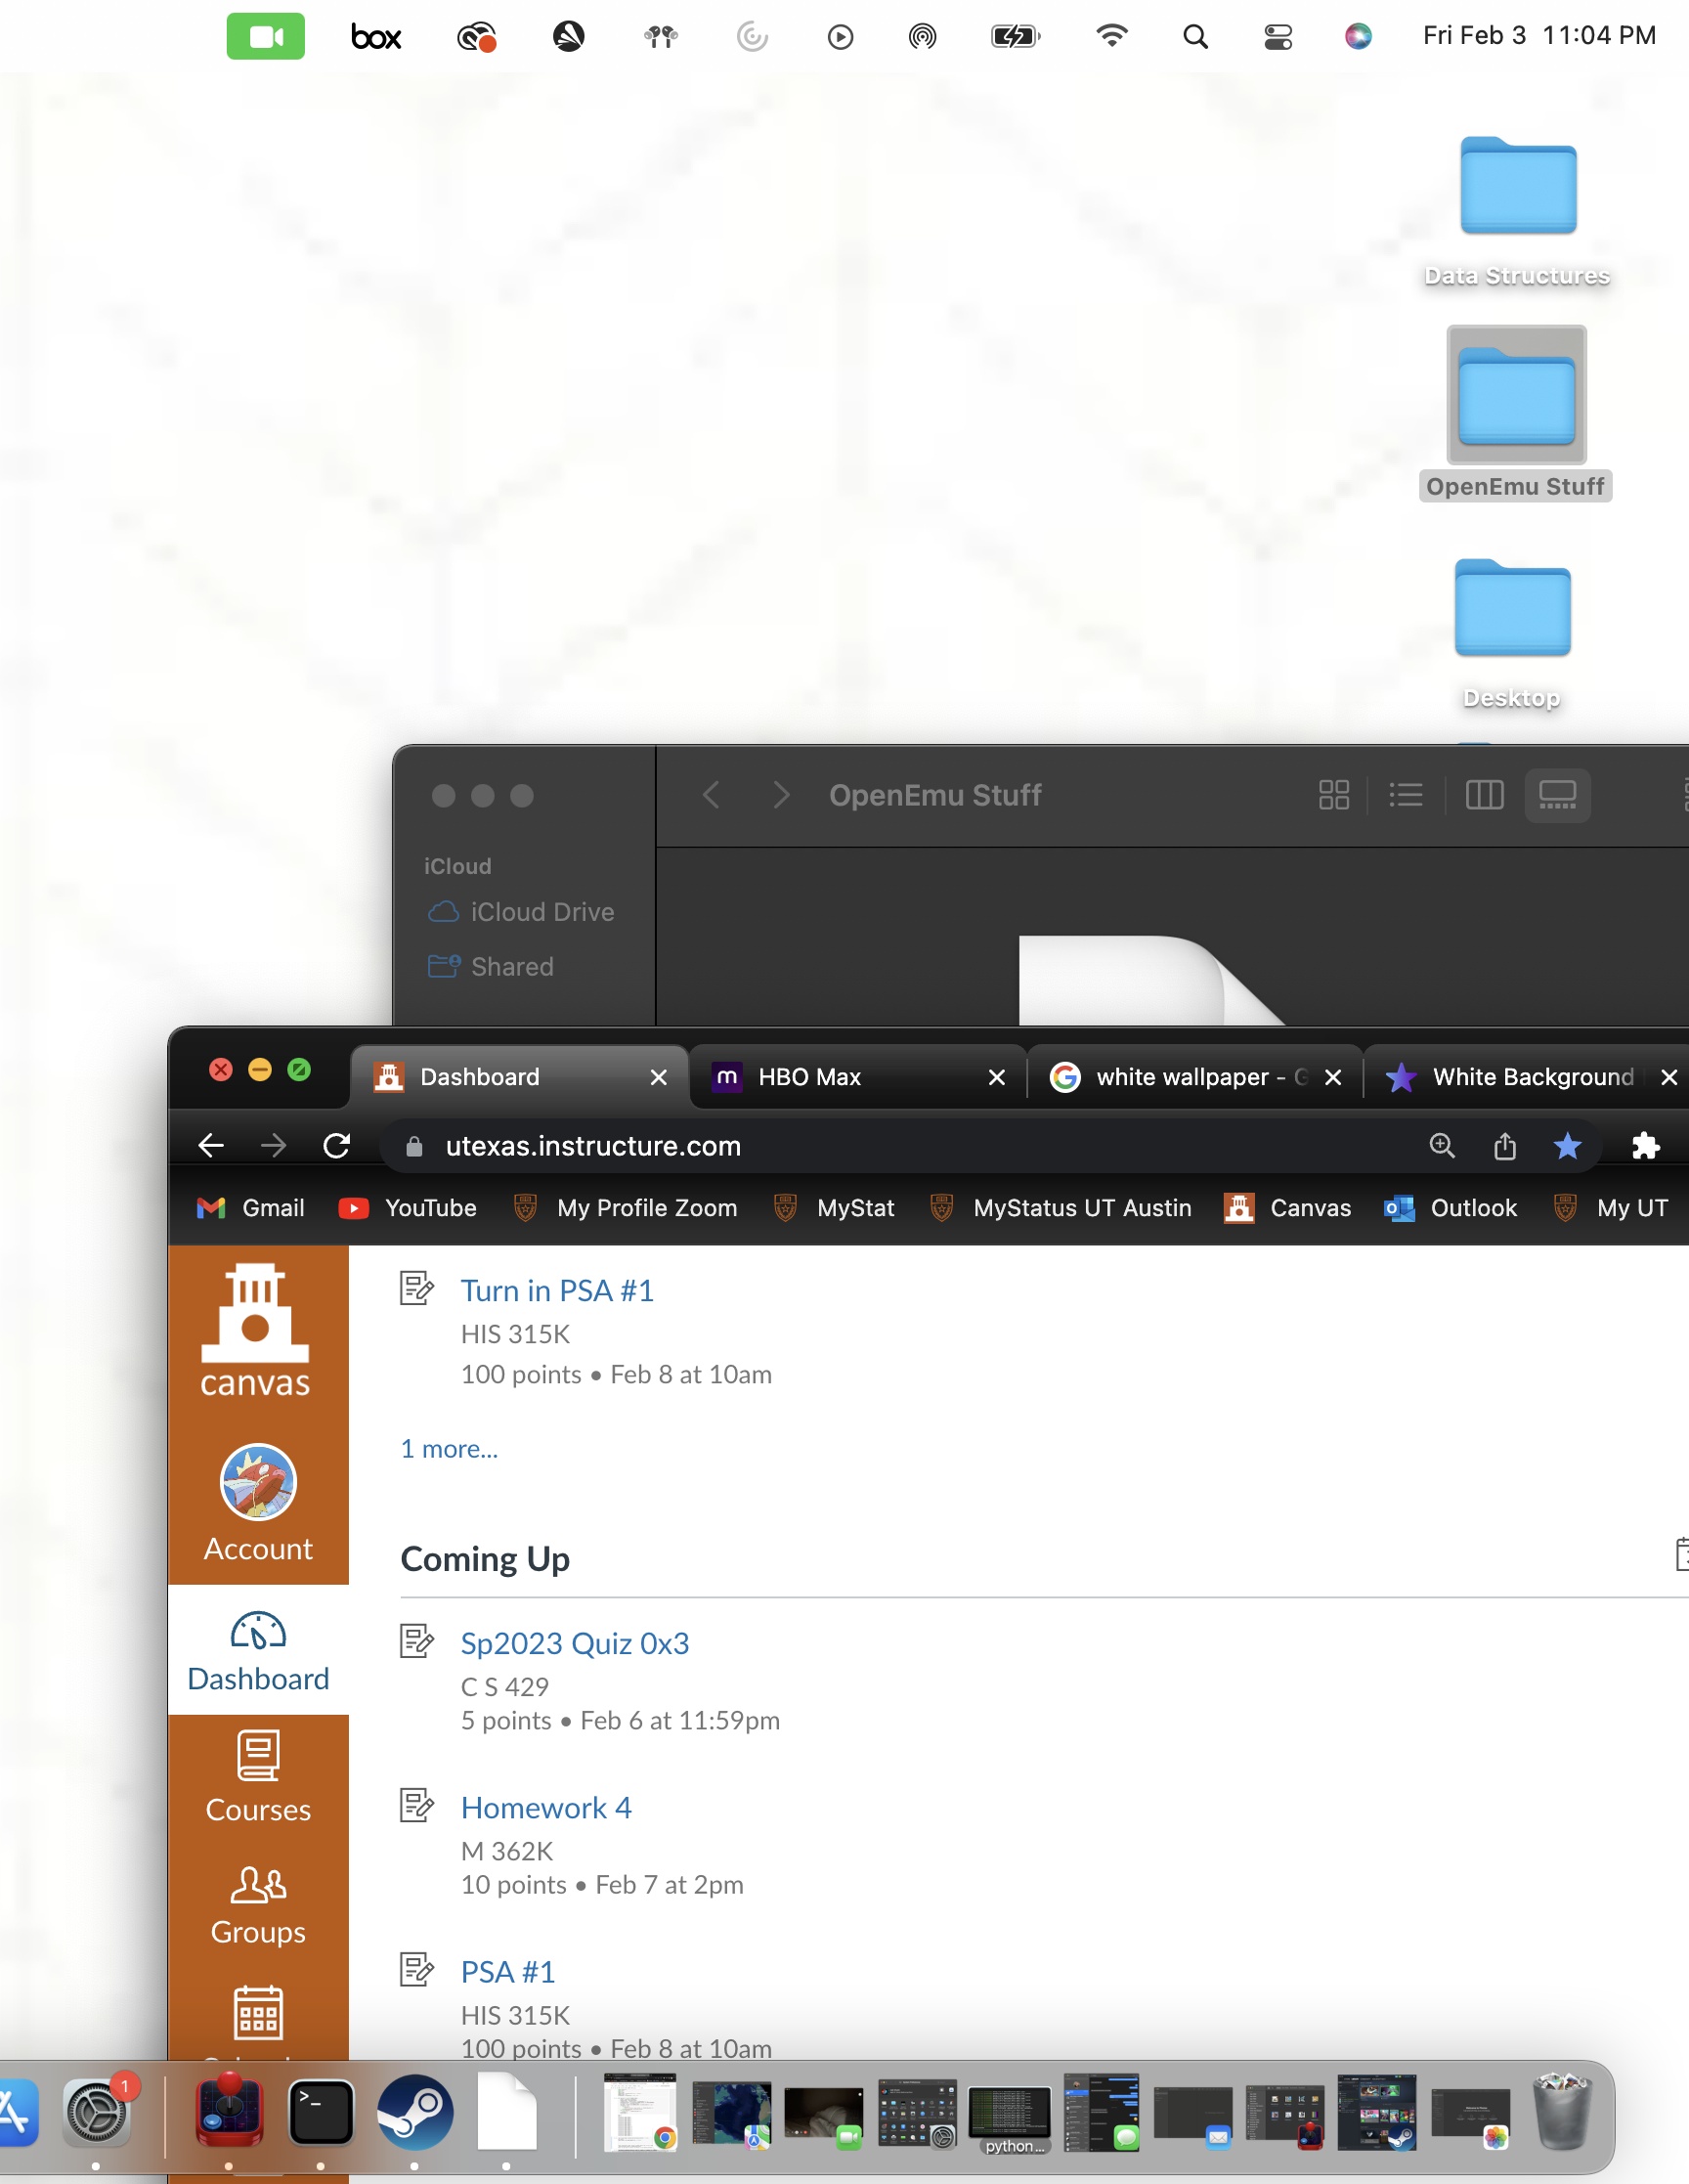 box
Fri Feb 3 11:04 PM
Data Structures
OpenEmu Stuff
Desktop
OpenEmu Stuff
iCloud
iCloud Drive
Shared
Dashboard
HBO Max
white wallpaper - G
White Background
utexas.instructure.com
Gmail
YouTube
My Profile Zoom
MyStat
MyStatus UT Austin
Canvas
Outlook
My UT
canvas
Account
Dashboard
Courses
Groups
Turn in PSA #1
HIS 315K
100 points • Feb 8 at 10am
1 more...
Coming Up
Sp2023 Quiz 0x3
C S 429
5 points • Feb 6 at 11:59pm
Homework 4
M 362K
10 points • Feb 7 at 2pm
PSA #1
HIS 315K
100 points • Feb 8 at 10am
1
>_
python...